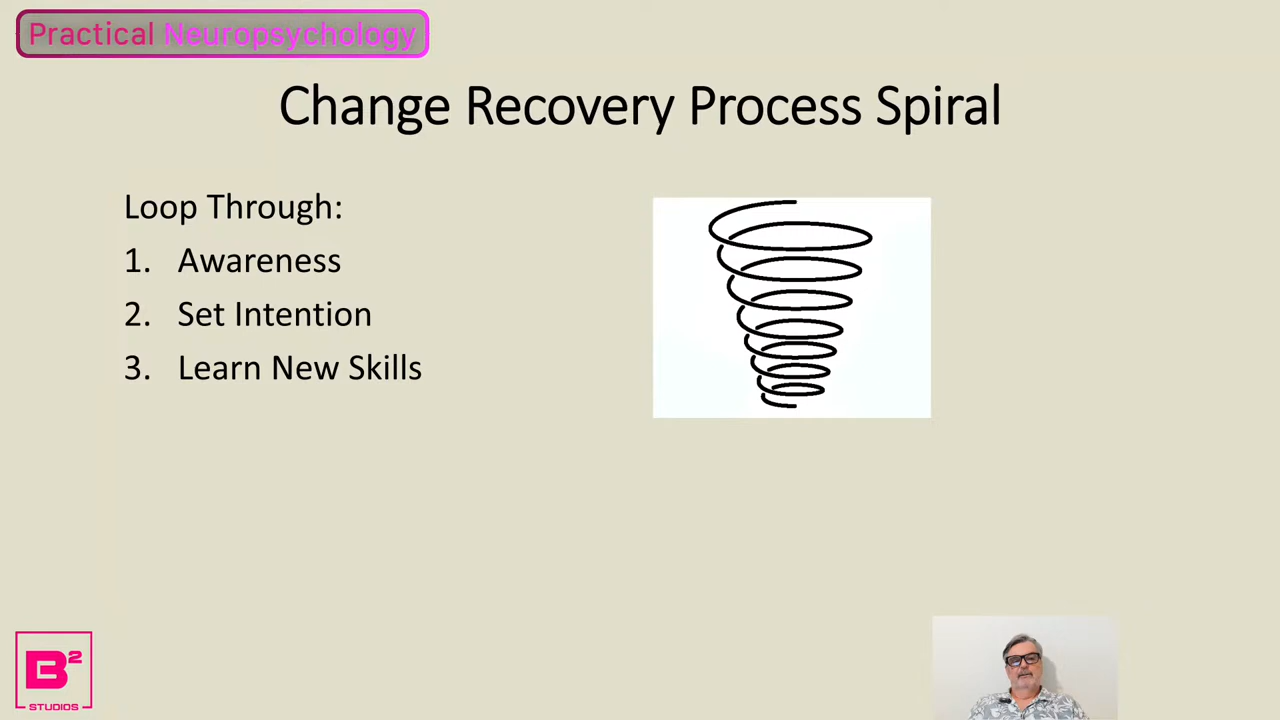 Practical Neuropsychology
Change Recovery Process Spiral
Loop Through:
1. Awareness
2. Set Intention
3. Learn New Skills
B²
STUDIOS